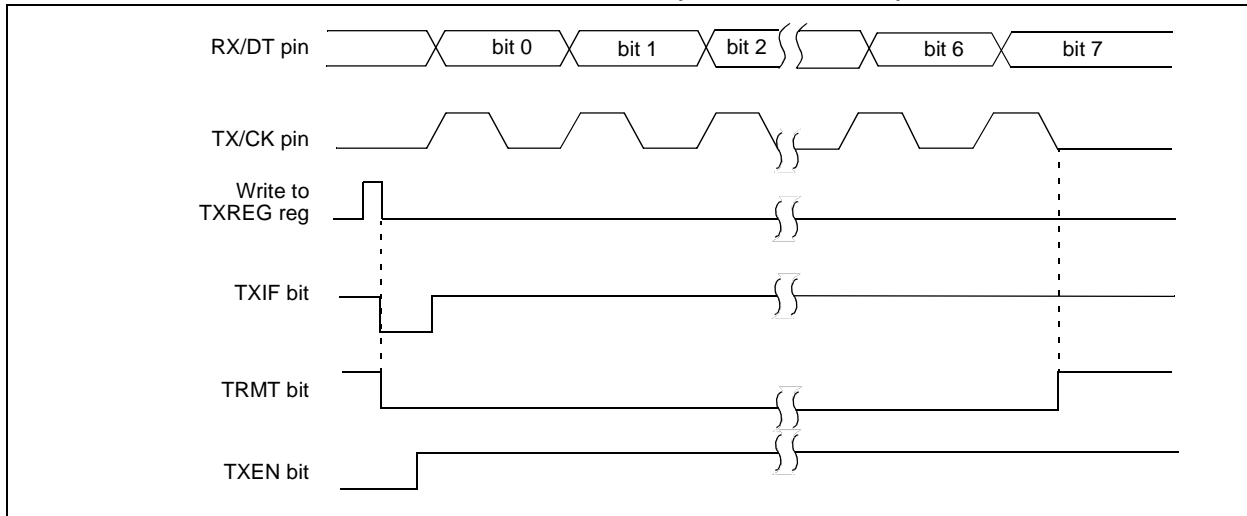 RX/DT pin
bit 0
bit 1
bit 2
bit 6
bit 7
TX/CK pin
Write to
TXREG reg
TXIF bit
TRMT bit
TXEN bit